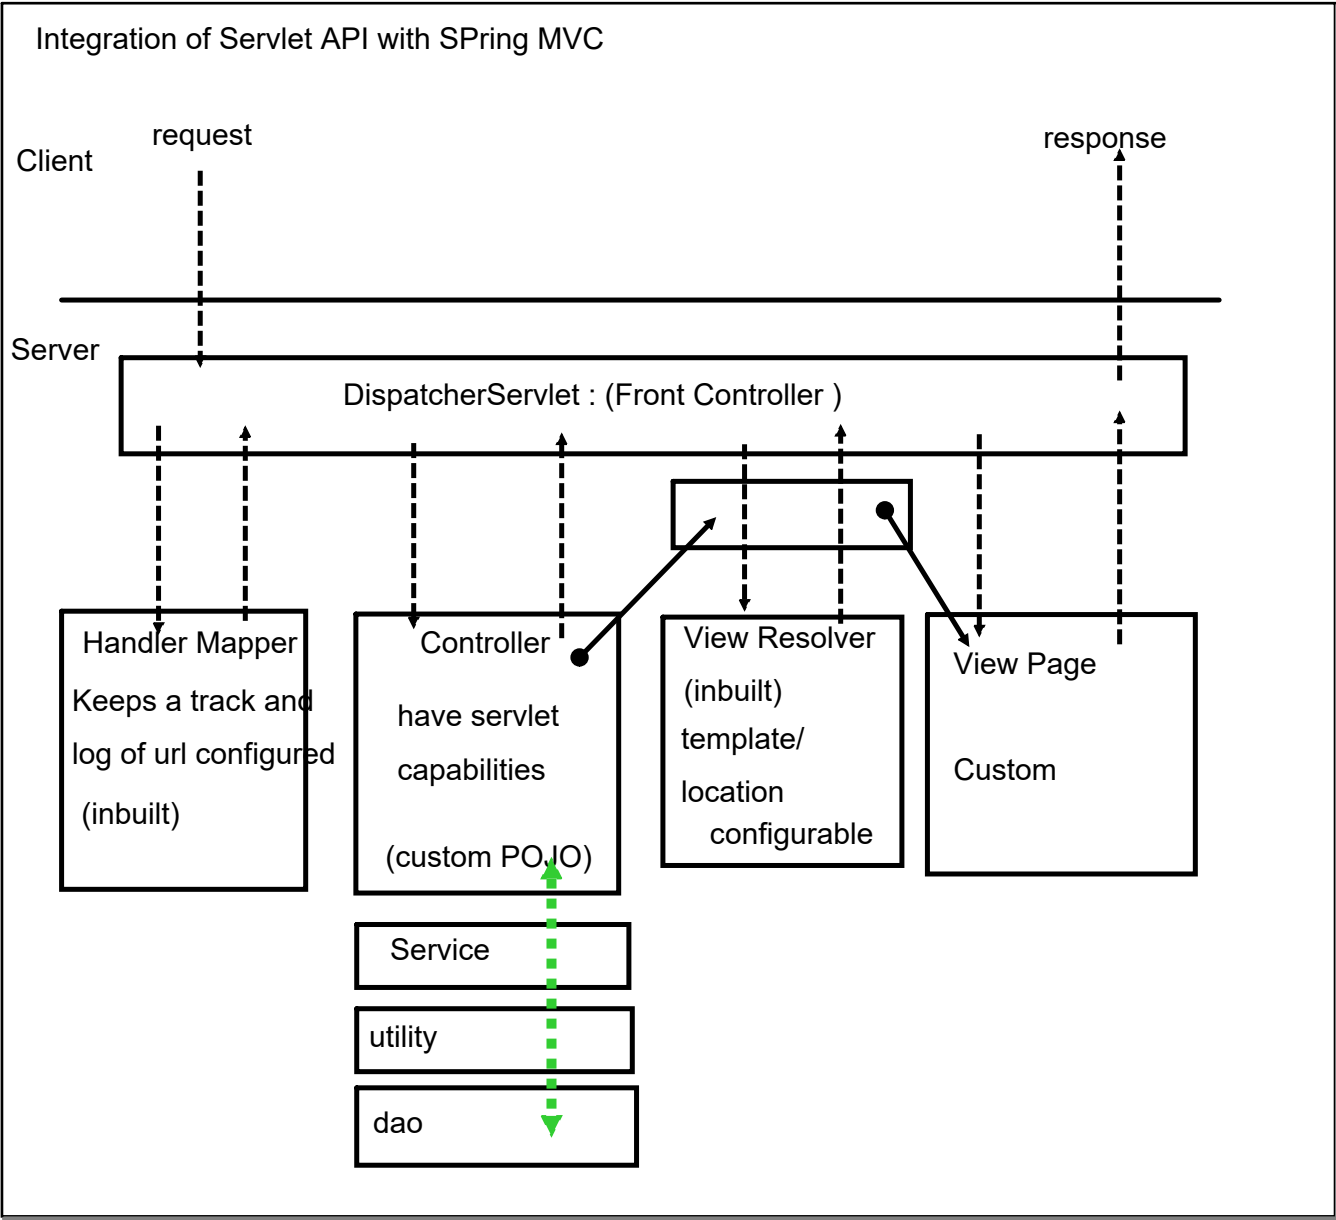 Integration of Servlet API with SPring MVC
request
response
Client
Server
DispatcherServlet : (Front Controller )
Handler Mapper
Keeps a track and
log of url configured
(inbuilt)
Controller
have servlet
capabilities
(custom POJO)
View Resolver
(inbuilt)
template/
location
configurable
View Page
Custom
Service
utility
dao